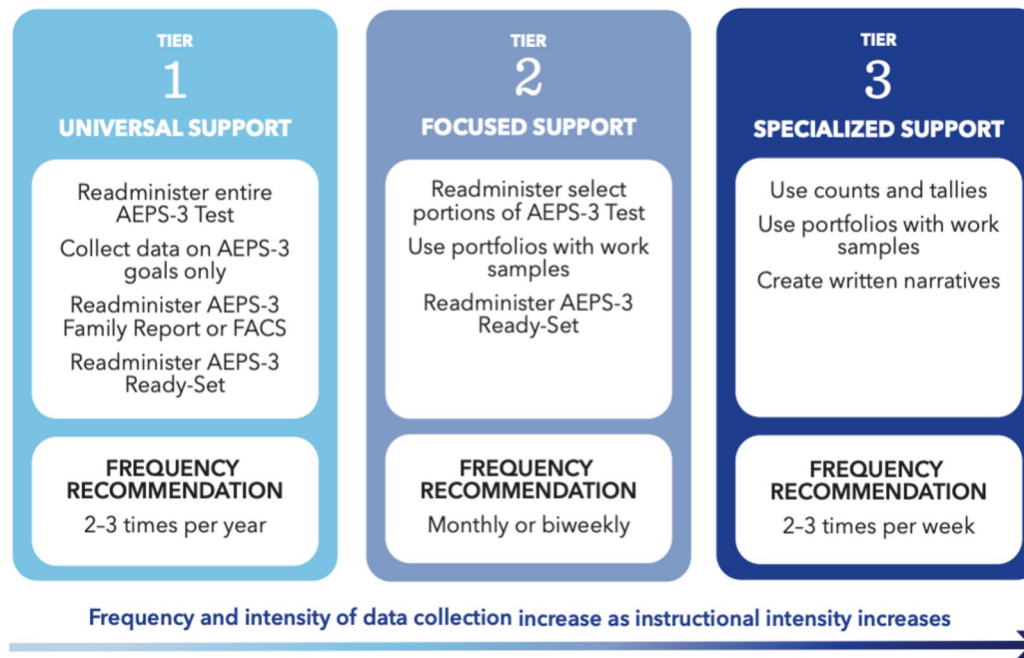 TIER
1
UNIVERSAL SUPPORT
Readminister entire
AEPS-3 Test
Collect data on AEPS-3
goals only
Readminister AEPS-3
Family Report or FACS
Readminister AEPS-3
Ready-Set
FREQUENCY
RECOMMENDATION
2–3 times per year
TIER
2
FOCUSED SUPPORT
Readminister select
portions of AEPS-3 Test
Use portfolios with work
samples
Readminister AEPS-3
Ready-Set
FREQUENCY
RECOMMENDATION
Monthly or biweekly
TIER
3
SPECIALIZED SUPPORT
Use counts and tallies
Use portfolios with work
samples
Create written narratives
FREQUENCY
RECOMMENDATION
2–3 times per week
Frequency and intensity of data collection increase as instructional intensity increases